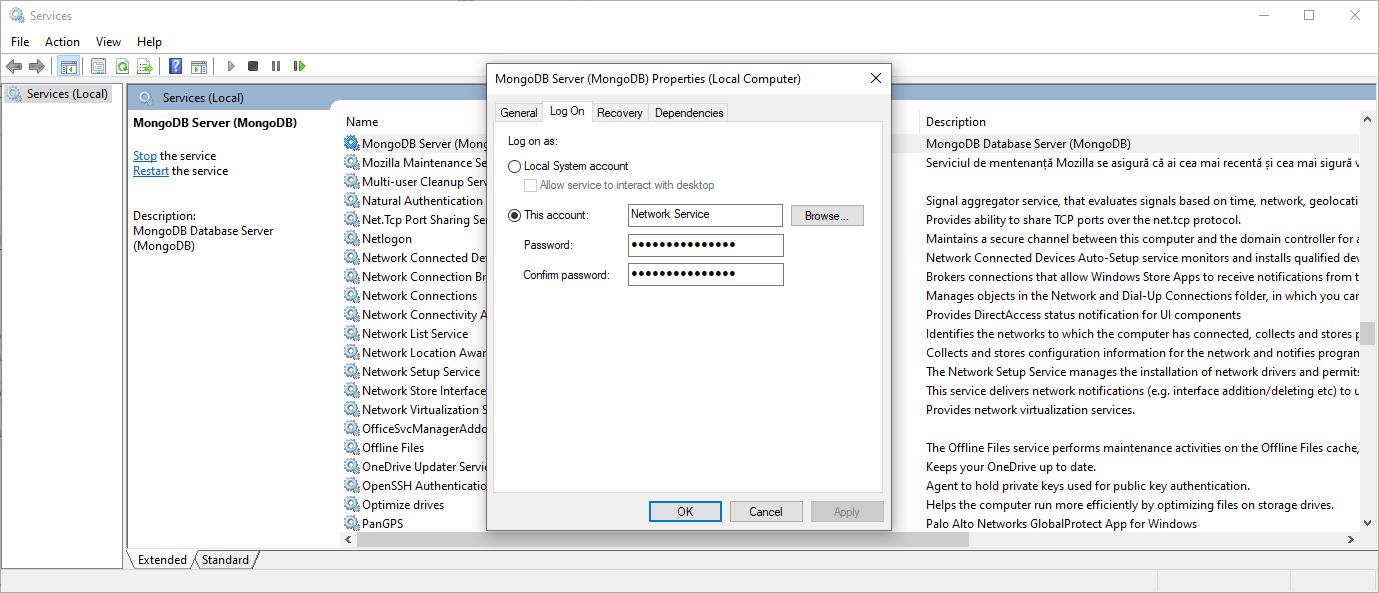 Services
File Action View Help
Services (Local)
Services (Local)
MongoDB Server (MongoDB)
Stop the service
Restart the service
Description:
MongoDB Database Server
(MongoDB)
Name
MongoDB Server (Mong
Mozilla Maintenance Se
Multi-user Cleanup Serv
Natural Authentication
Net.Tcp Port Sharing Se
Netlogon
Network Connected De
Network Connection Br
Network Connections
Network Connectivity A
Network List Service
Network Location Awar
Network Setup Service
Network Store Interface
Network Virtualization S
OfficeSvcManagerAddo
Offline Files
OneDrive Updater Servic
OpenSSH Authentication
Optimize drives
PanGPS
MongoDB Server (MongoDB) Properties (Local Computer)
General Log On Recovery Dependencies
Log on as:
Local System account
Allow service to interact with desktop
This account: Network Service Browse...
Password:
Confirm password:
OK Cancel Apply
Description
MongoDB Database Server (MongoDB)
Serviciul de mentenanță Mozilla se asigură că ai cea mai recentă și cea mai sigură v
Signal aggregator service, that evaluates signals based on time, network, geolocatio
Provides ability to share TCP ports over the net.tcp protocol.
Maintains a secure channel between this computer and the domain controller for a
Network Connected Devices Auto-Setup service monitors and installs qualified dev
Brokers connections that allow Windows Store Apps to receive notifications from t
Manages objects in the Network and Dial-Up Connections folder, in which you can
Provides DirectAccess status notification for UI components
Identifies the networks to which the computer has connected, collects and stores p
Collects and stores configuration information for the network and notifies program
The Network Setup Service manages the installation of network drivers and permits
This service delivers network notifications (e.g. interface addition/deleting etc) to u
Provides network virtualization services.
The Offline Files service performs maintenance activities on the Offline Files cache,
Keeps your OneDrive up to date.
Agent to hold private keys used for public key authentication.
Helps the computer run more efficiently by optimizing files on storage drives.
Palo Alto Networks GlobalProtect App for Windows
Extended Standard